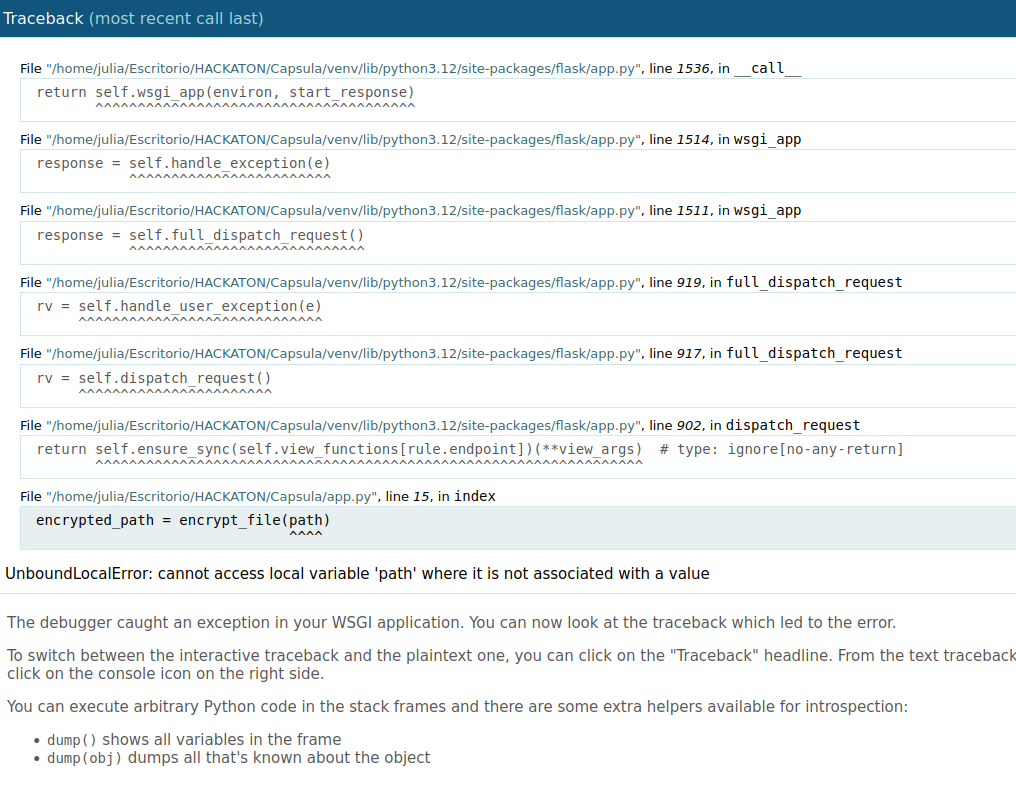 Traceback (most recent call last)
File "/home/julia/Escritorio/HACKATON/Capsula/venv/lib/python3.12/site-packages/flask/app.py", line 1536, in __call__
return self.wsgi_app(environ, start_response)
^^^^^^^^^^^^^^^^^^^^^^^^^^^^^^^^^^^^^^
File "/home/julia/Escritorio/HACKATON/Capsula/venv/lib/python3.12/site-packages/flask/app.py", line 1514, in wsgi_app
response = self.handle_exception(e)
^^^^^^^^^^^^^^^^^^^^^^^^
File "/home/julia/Escritorio/HACKATON/Capsula/venv/lib/python3.12/site-packages/flask/app.py", line 1511, in wsgi_app
response = self.full_dispatch_request()
^^^^^^^^^^^^^^^^^^^^^^^^^^^^
File "/home/julia/Escritorio/HACKATON/Capsula/venv/lib/python3.12/site-packages/flask/app.py", line 919, in full_dispatch_request
rv = self.handle_user_exception(e)
^^^^^^^^^^^^^^^^^^^^^^^^^^^^^
File "/home/julia/Escritorio/HACKATON/Capsula/venv/lib/python3.12/site-packages/flask/app.py", line 917, in full_dispatch_request
rv = self.dispatch_request()
^^^^^^^^^^^^^^^^^^^^^^^
File "/home/julia/Escritorio/HACKATON/Capsula/venv/lib/python3.12/site-packages/flask/app.py", line 902, in dispatch_request
return self.ensure_sync(self.view_functions[rule.endpoint])(**view_args)  # type: ignore[no-any-return]
^^^^^^^^^^^^^^^^^^^^^^^^^^^^^^^^^^^^^^^^^^^^^^^^^^^^^^^^^^^^^^^^^
File "/home/julia/Escritorio/HACKATON/Capsula/app.py", line 15, in index
encrypted_path = encrypt_file(path)
^^^^
UnboundLocalError: cannot access local variable 'path' where it is not associated with a value
The debugger caught an exception in your WSGI application. You can now look at the traceback which led to the error.
To switch between the interactive traceback and the plaintext one, you can click on the "Traceback" headline. From the text traceback
click on the console icon on the right side.
You can execute arbitrary Python code in the stack frames and there are some extra helpers available for introspection:
• dump() shows all variables in the frame
• dump(obj) dumps all that's known about the object